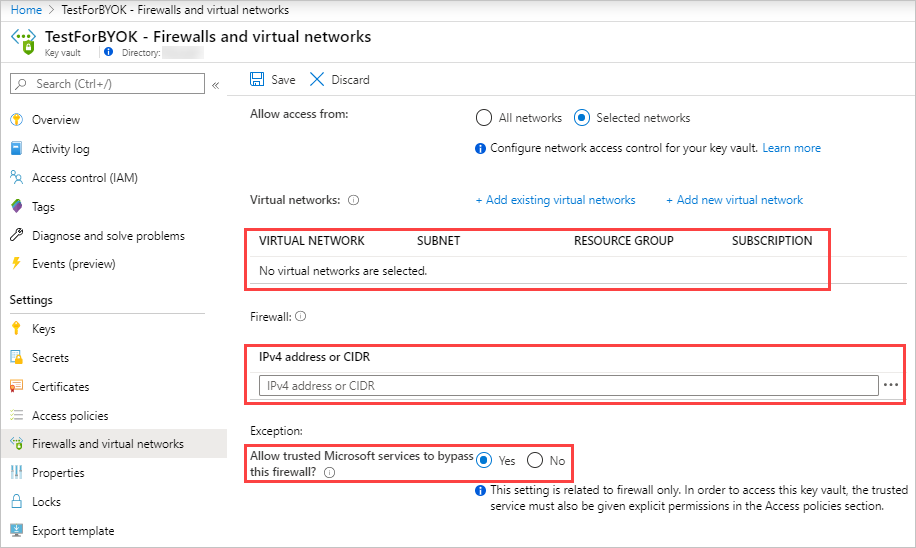 Home > TestForBYOK - Firewalls and virtual networks
TestForBYOK - Firewalls and virtual networks
Key vault Directory:
Search (Ctrl+/) «
Overview
Activity log
Access control (IAM)
Tags
Diagnose and solve problems
Events (preview)
Settings
Keys
Secrets
Certificates
Access policies
Firewalls and virtual networks
Properties
Locks
Export template
Save Discard
Allow access from: All networks Selected networks
Configure network access control for your key vault. Learn more
Virtual networks: + Add existing virtual networks + Add new virtual network
VIRTUAL NETWORK SUBNET RESOURCE GROUP SUBSCRIPTION
No virtual networks are selected.
Firewall:
IPv4 address or CIDR
IPv4 address or CIDR ...
Exception:
Allow trusted Microsoft services to bypass
this firewall? Yes No
This setting is related to firewall only. In order to access this key vault, the trusted
service must also be given explicit permissions in the Access policies section.